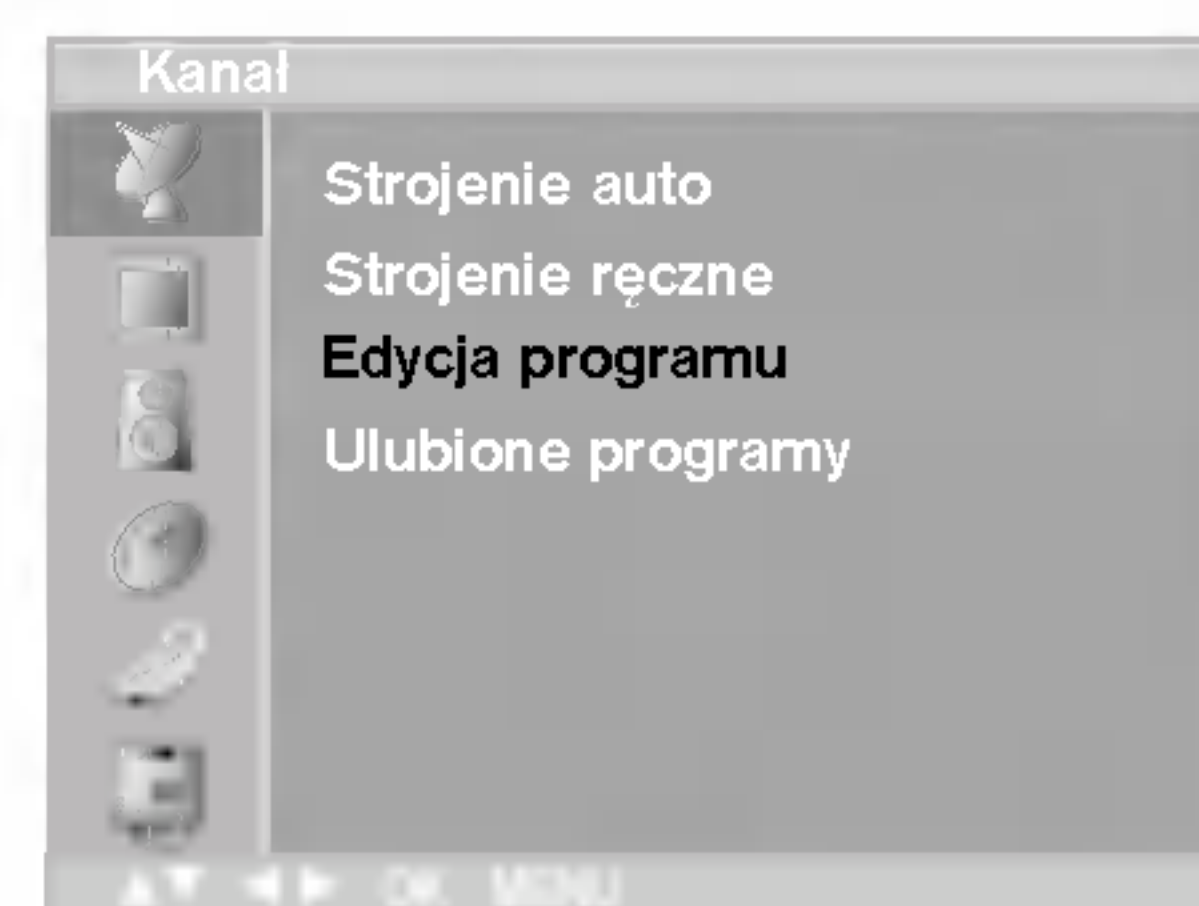 Kanał
Strojenie auto
Strojenie ręczne
Edycja programu
Ulubione programy
OK MENU